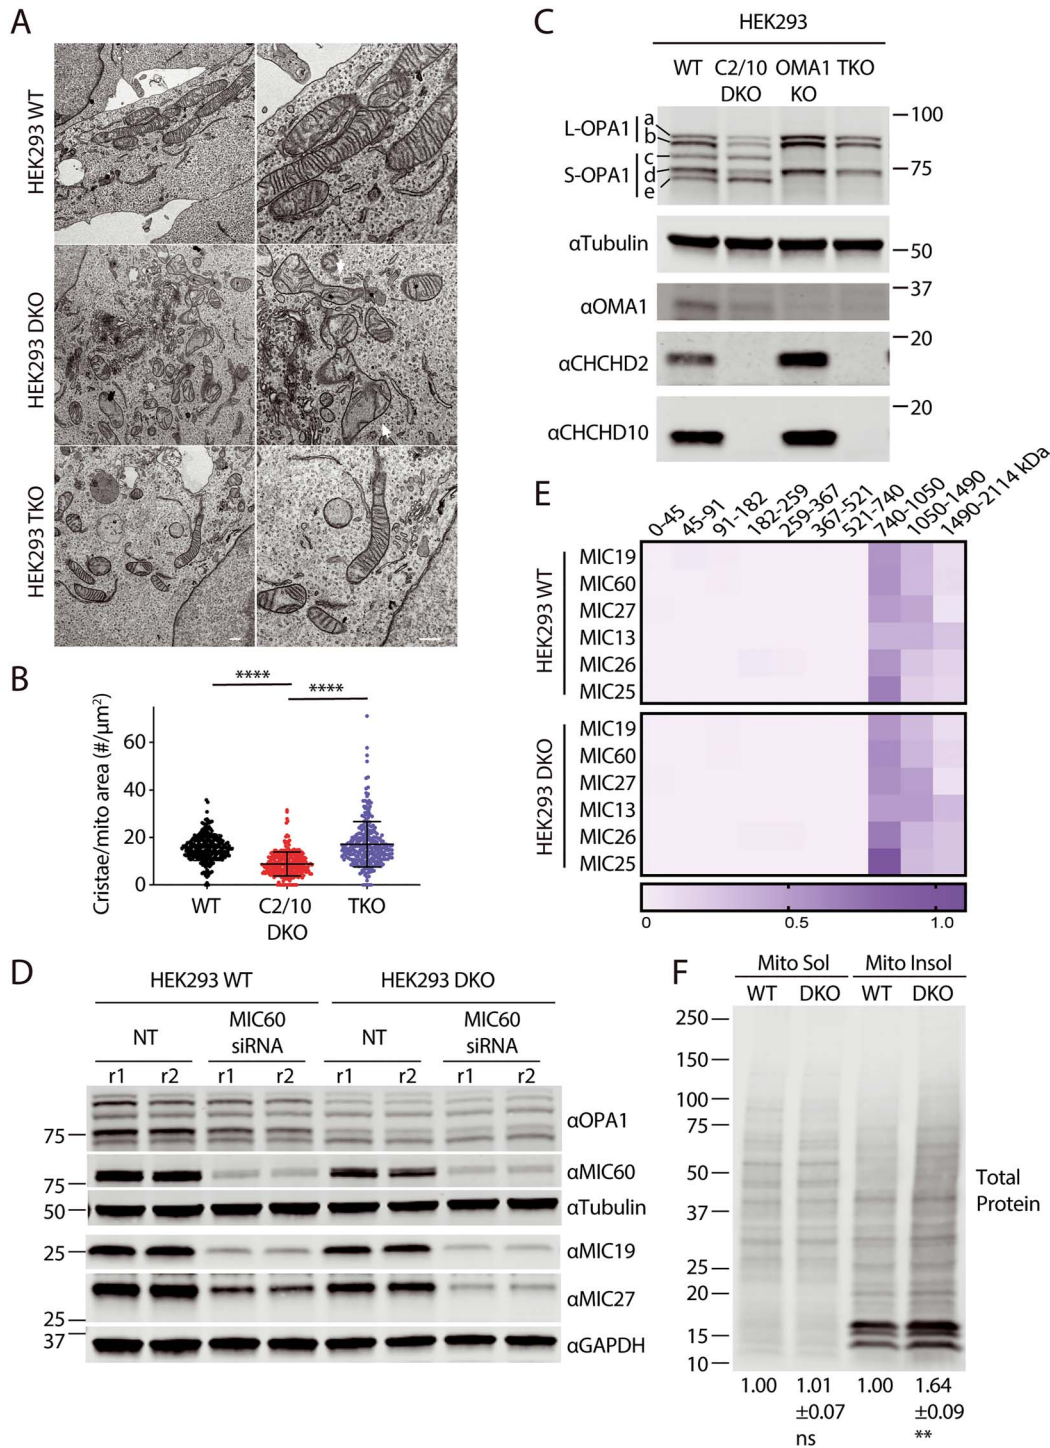 A
HEK293 WT
HEK293 DKO
HEK293 TKO
B
Cristae/mito area (#/μm²)
****
****
60
40
20
0
WT
C2/10
DKO
TKO
C
HEK293
WT
C2/10
DKO
OMA1
KO
TKO
L-OPA1
a
b
S-OPA1
c
d
e
100
75
αTubulin
50
37
αOMA1
20
αCHCHD2
20
αCHCHD10
D
HEK293 WT
HEK293 DKO
NT
MIC60
siRNA
NT
MIC60
siRNA
r1 r2 r1 r2 r1 r2 r1 r2
75
αOPA1
75
αMIC60
50
αTubulin
25
αMIC19
25
αMIC27
37
αGAPDH
E
0-45
45-91
91-182
182-259
259-367
367-521
521-740
740-1050
1050-1490
1490-2114 kDa
HEK293 WT
MIC19
MIC60
MIC27
MIC13
MIC26
MIC25
HEK293 DKO
MIC19
MIC60
MIC27
MIC13
MIC26
MIC25
0 0.5 1.0
F
Mito Sol Mito Insol
WT DKO WT DKO
250
150
100
75
50
37
25
20
15
10
Total
Protein
1.00 1.01 1.00 1.64
±0.07 ±0.09
ns **